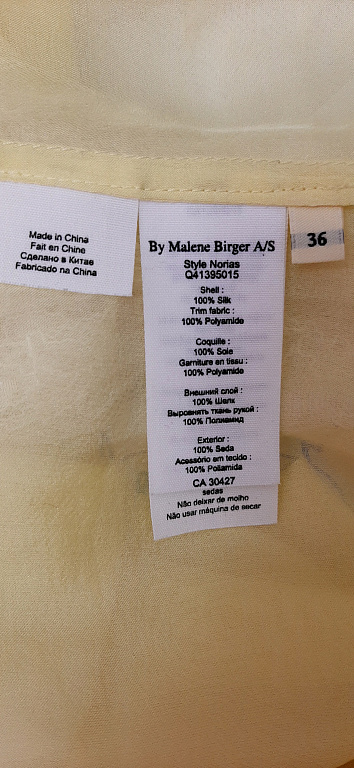 Made in China
Fait en Chine
Сделано в Китае
Fabricado na China
By Malene Birger A/S
Style Norias
Q41395015
Shell :
100% Silk
Trim fabric :
100% Polyamide
Coquille :
100% Soie
Garniture en tissu :
100% Polyamide
Внешний слой :
100% Шелк
Выровнять ткань рукой :
100% Полиамид
Exterior :
100% Seda
Acessório em tecido :
100% Poliamida
CA 30427
sedas
Não deixar de molho
Não usar máquina de secar
36